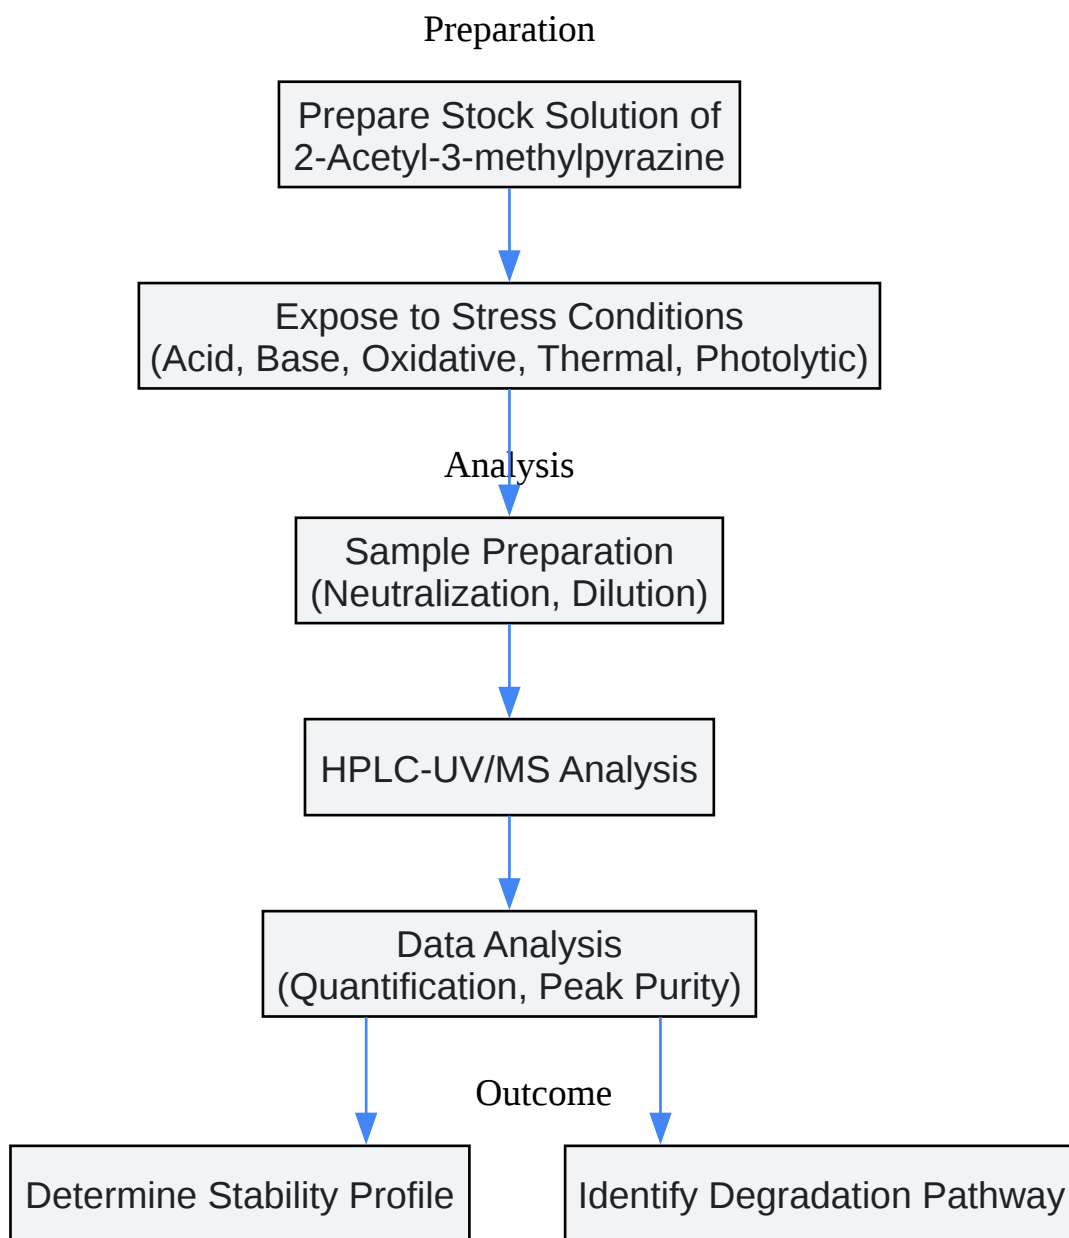 Preparation
Prepare Stock Solution of
2-Acetyl-3-methylpyrazine
Expose to Stress Conditions
(Acid, Base, Oxidative, Thermal, Photolytic)
Analysis
Sample Preparation
(Neutralization, Dilution)
HPLC-UV/MS Analysis
Data Analysis
(Quantification, Peak Purity)
Outcome
Determine Stability Profile
Identify Degradation Pathway